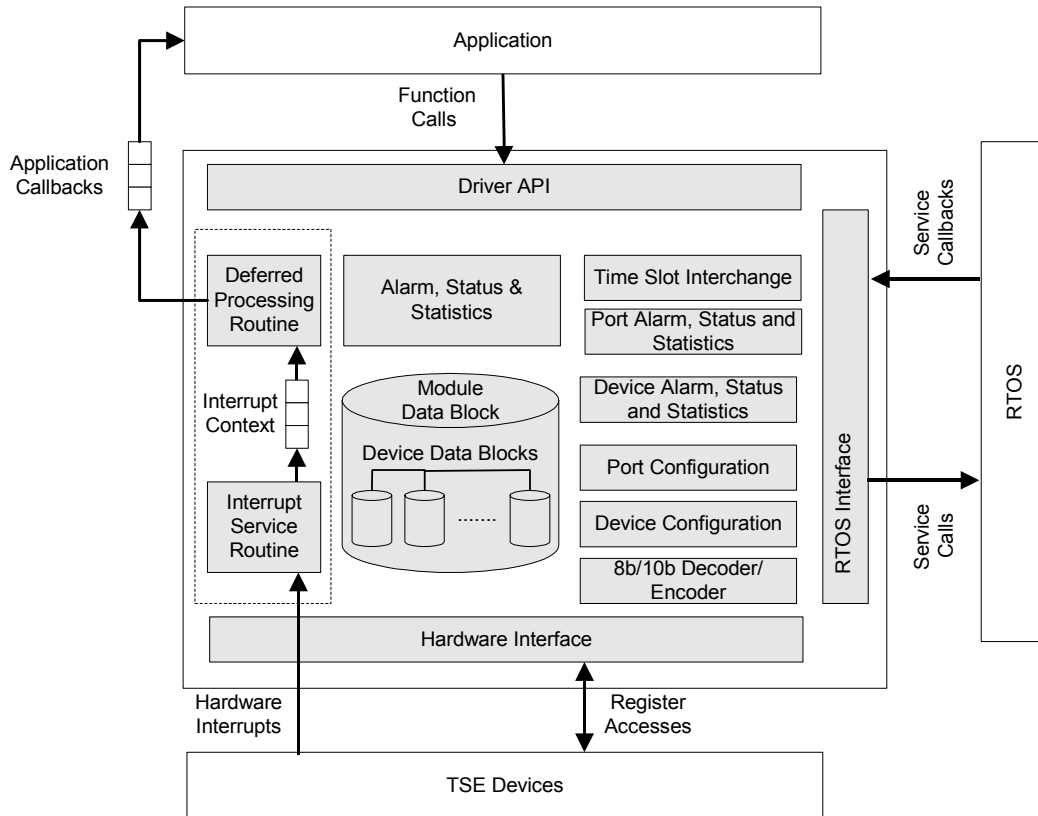 Application
Function
Calls
Application
Callbacks
Driver API
Service
Callbacks
Deferred
Processing
Routine
Alarm, Status &
Statistics
Time Slot Interchange
Port Alarm, Status and
Statistics
Interrupt
Context
Module
Data Block
Device Data Blocks
.......
Device Alarm, Status
and Statistics
Port Configuration
Interrupt
Service
Routine
Device Configuration
8b/10b Decoder/
Encoder
RTOS Interface
Service
Calls
RTOS
Hardware Interface
Hardware
Interrupts
Register
Accesses
TSE Devices